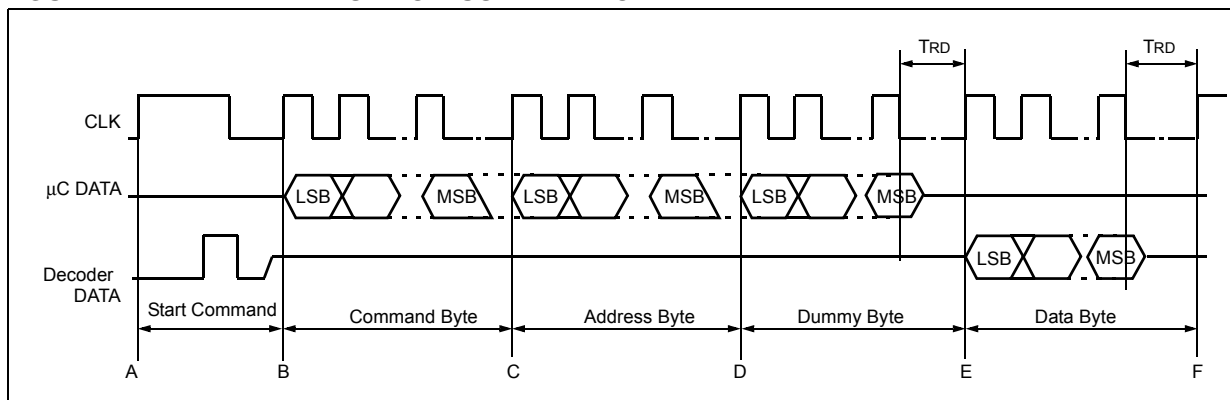 TRD TRD
CLK
µC DATA
LSB MSB LSB MSB LSB MSB
Decoder DATA
LSB MSB
Start Command Command Byte Address Byte Dummy Byte Data Byte
A B C D E F